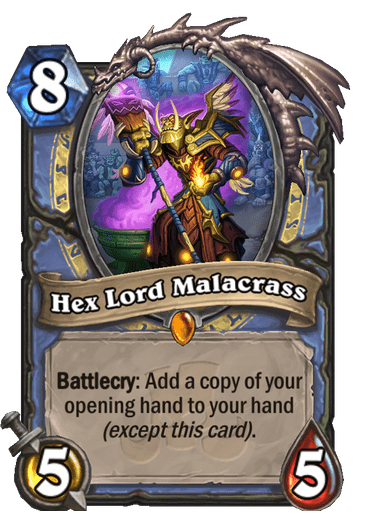 8
Hex Lord Malacrass
Battlecry: Add a copy of your
opening hand to your hand
(except this card).
5
5